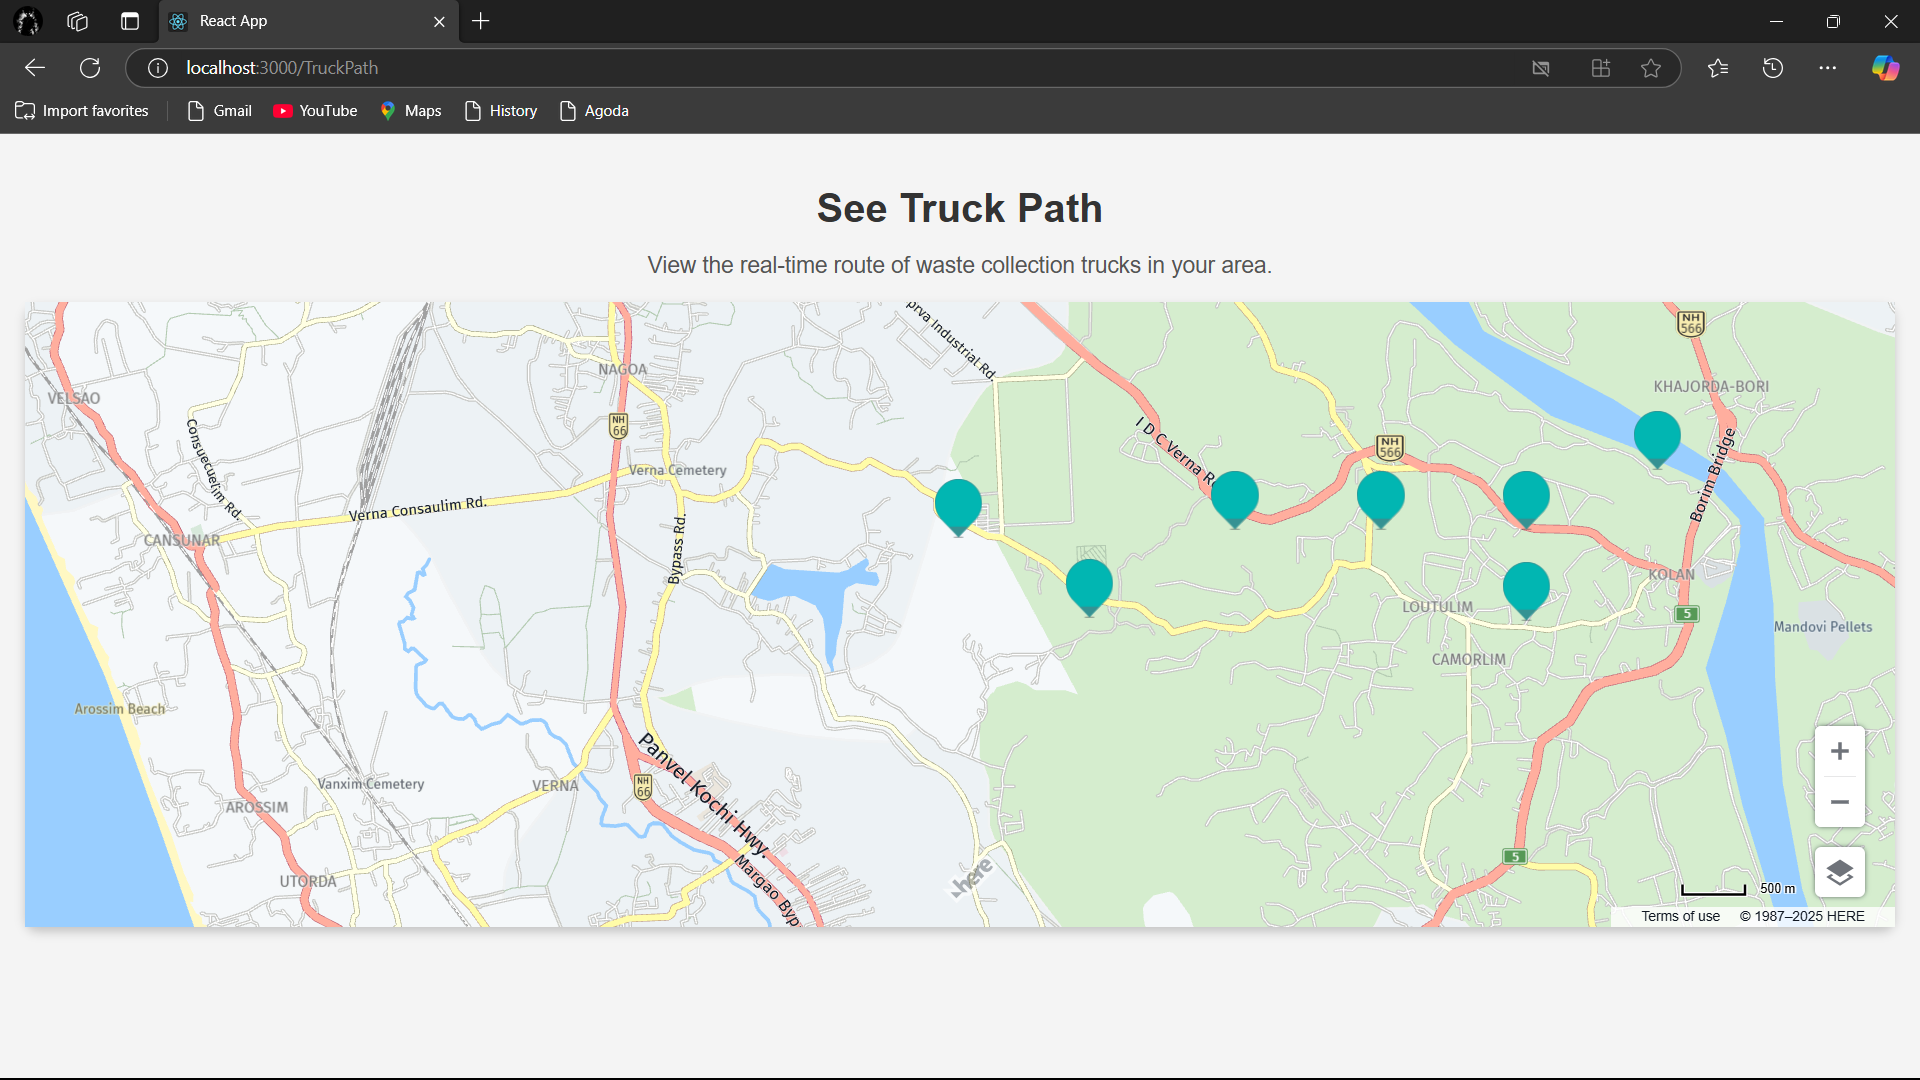 React App
localhost:3000/TruckPath
Import favorites
Gmail
YouTube
Maps
History
Agoda
See Truck Path
View the real-time route of waste collection trucks in your area.
prva Industrial Rd.
NH 566
NAGOA
KHAJORDA-BORI
VELSAO
NH 66
Consuecuelim Rd.
I D C Verna R
NH 566
Borim Bridge
Verna Cemetery
Verna Consaulim Rd.
CANSUNAR
Bypass Rd.
KOLAN
LOUTULIM
5
Mandovi Pellets
CAMORLIM
Arossim Beach
Panvel Kochi Hwy.
Vanxim Cemetery
VERNA
NH 66
AROSSIM
Margao Byp
5
UTORDA
here
500 m
Terms of use
© 1987–2025 HERE